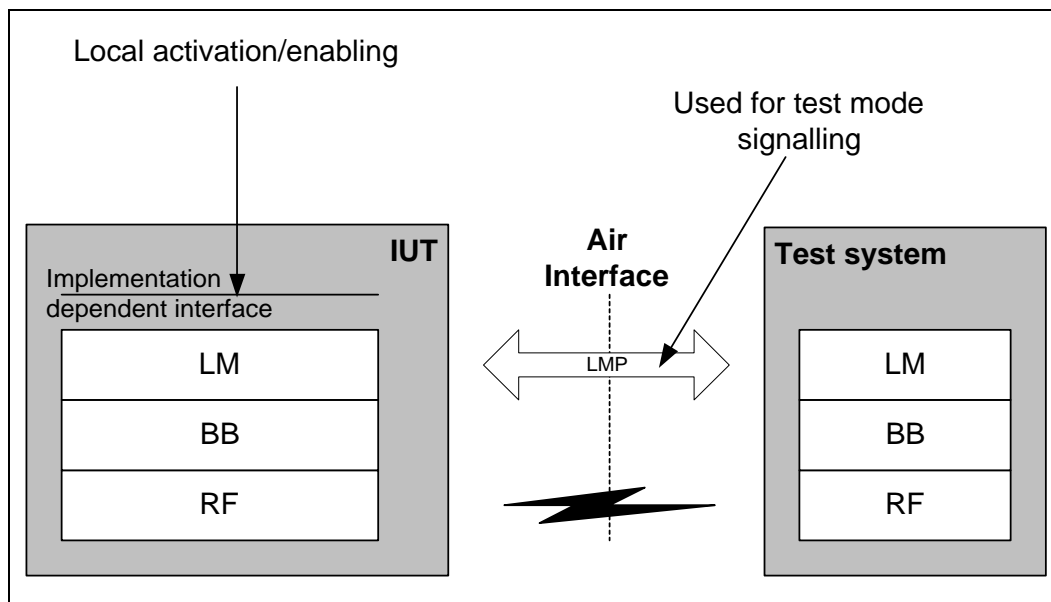 Local activation/enabling
Used for test mode
signalling
IUT
Implementation
dependent interface
LM
BB
RF
Air
Interface
LMP
Test system
LM
BB
RF